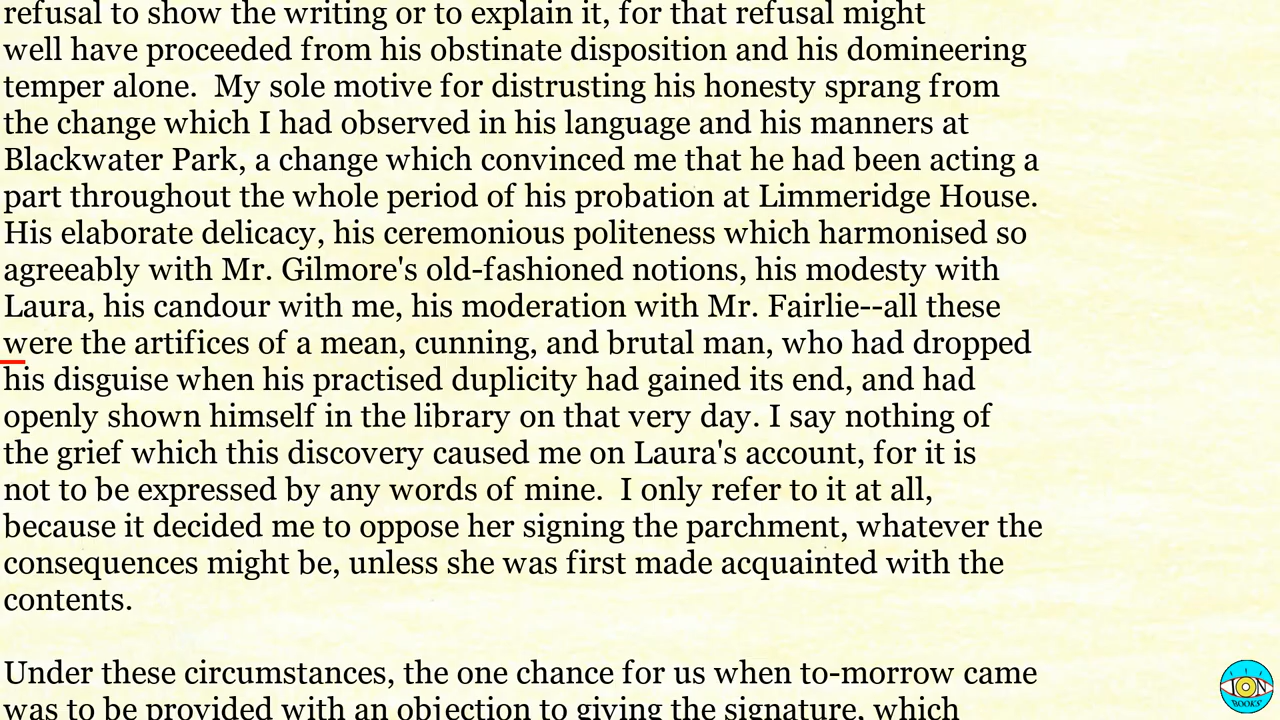 refusal to show the writing or to explain it, for that refusal might
well have proceeded from his obstinate disposition and his domineering
temper alone.  My sole motive for distrusting his honesty sprang from
the change which I had observed in his language and his manners at
Blackwater Park, a change which convinced me that he had been acting a
part throughout the whole period of his probation at Limmeridge House.
His elaborate delicacy, his ceremonious politeness which harmonised so
agreeably with Mr. Gilmore's old-fashioned notions, his modesty with
Laura, his candour with me, his moderation with Mr. Fairlie--all these
were the artifices of a mean, cunning, and brutal man, who had dropped
his disguise when his practised duplicity had gained its end, and had
openly shown himself in the library on that very day. I say nothing of
the grief which this discovery caused me on Laura's account, for it is
not to be expressed by any words of mine.  I only refer to it at all,
because it decided me to oppose her signing the parchment, whatever the
consequences might be, unless she was first made acquainted with the
contents.
Under these circumstances, the one chance for us when to-morrow came
was to be provided with an objection to giving the signature, which
ION
BOOKS